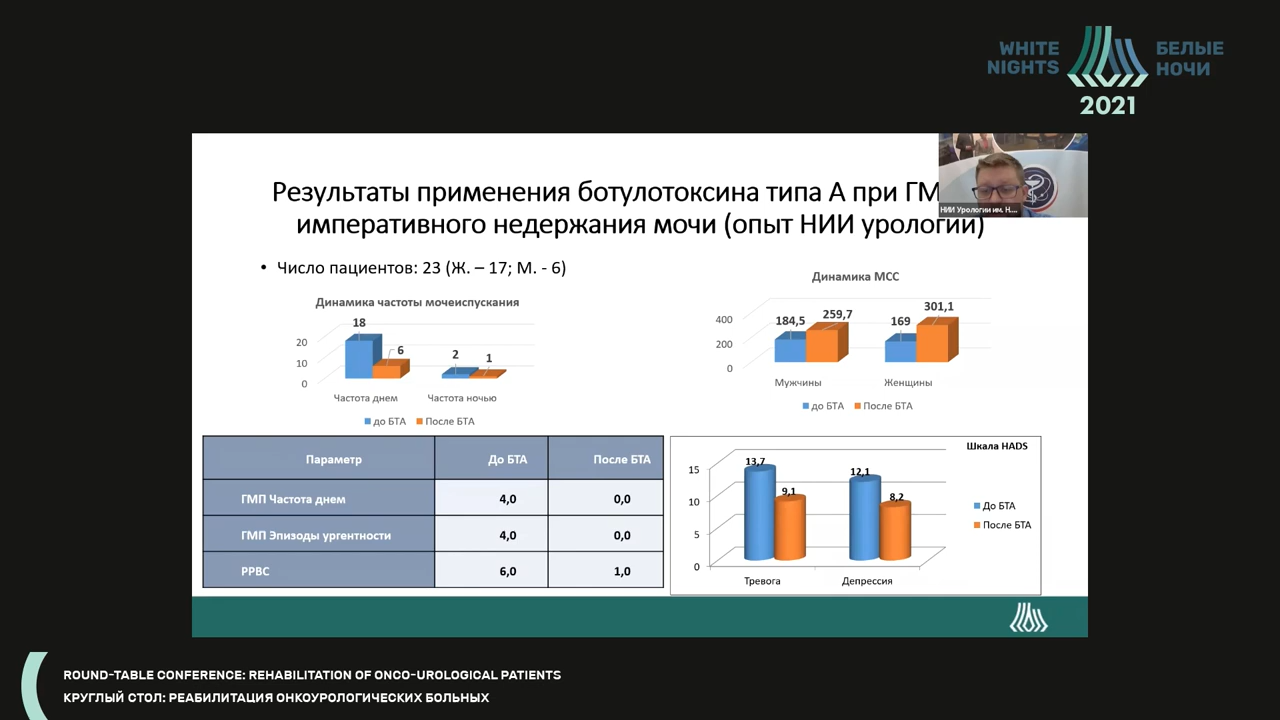 WHITE NIGHTS
БЕЛЫЕ НОЧИ
2021
Результаты применения ботулотоксина типа А при ГМ
императивного недержания мочи (опыт НИИ урологии)
НИИ Урологии им. Н....
• Число пациентов: 23 (Ж. – 17; М. - 6)
Динамика частоты мочеиспускания
18
6
2
1
20
10
0
Частота днем
Частота ночью
до БТА
После БТА
Динамика МСС
184,5
259,7
169
301,1
400
200
0
Мужчины
Женщины
до БТА
После БТА
Параметр До БТА После БТА
ГМП Частота днем 4,0 0,0
ГМП Эпизоды ургентности 4,0 0,0
РРВС 6,0 1,0
Шкала HADS
13,7
9,1
12,1
8,2
15
10
5
0
Тревога
Депрессия
До БТА
После БТА
ROUND-TABLE CONFERENCE: REHABILITATION OF ONCO-UROLOGICAL PATIENTS
КРУГЛЫЙ СТОЛ: РЕАБИЛИТАЦИЯ ОНКОУРОЛОГИЧЕСКИХ БОЛЬНЫХ